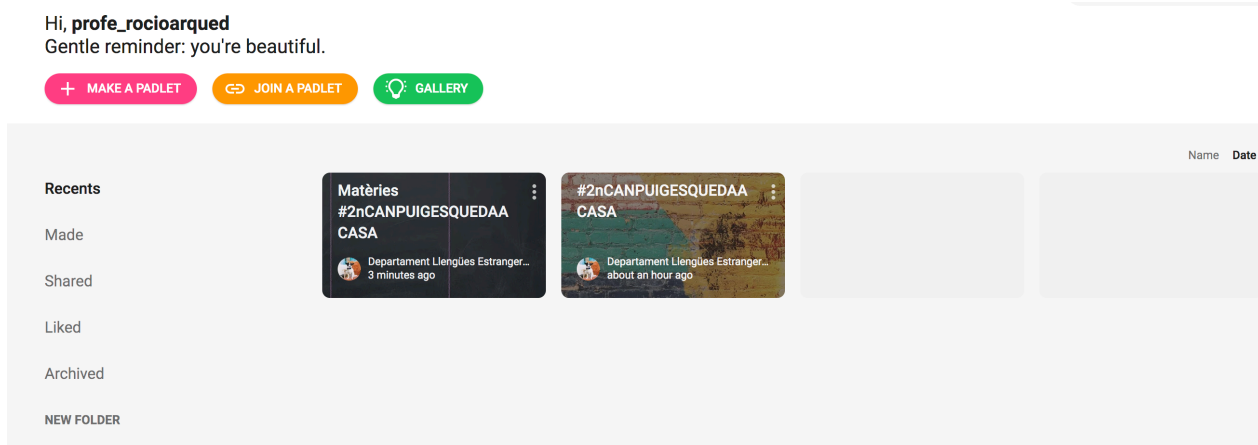 Hi, profe_rocioarqued
Gentle reminder: you're beautiful.
MAKE A PADLET
JOIN A PADLET
GALLERY
Name Date
Recents
Made
Shared
Liked
Archived
NEW FOLDER
Matèries
#2nCANPUIGESQUEDAA
CASA
Departament Llengües Estranger...
3 minutes ago
#2nCANPUIGESQUEDAA
CASA
Departament Llengües Estranger...
about an hour ago